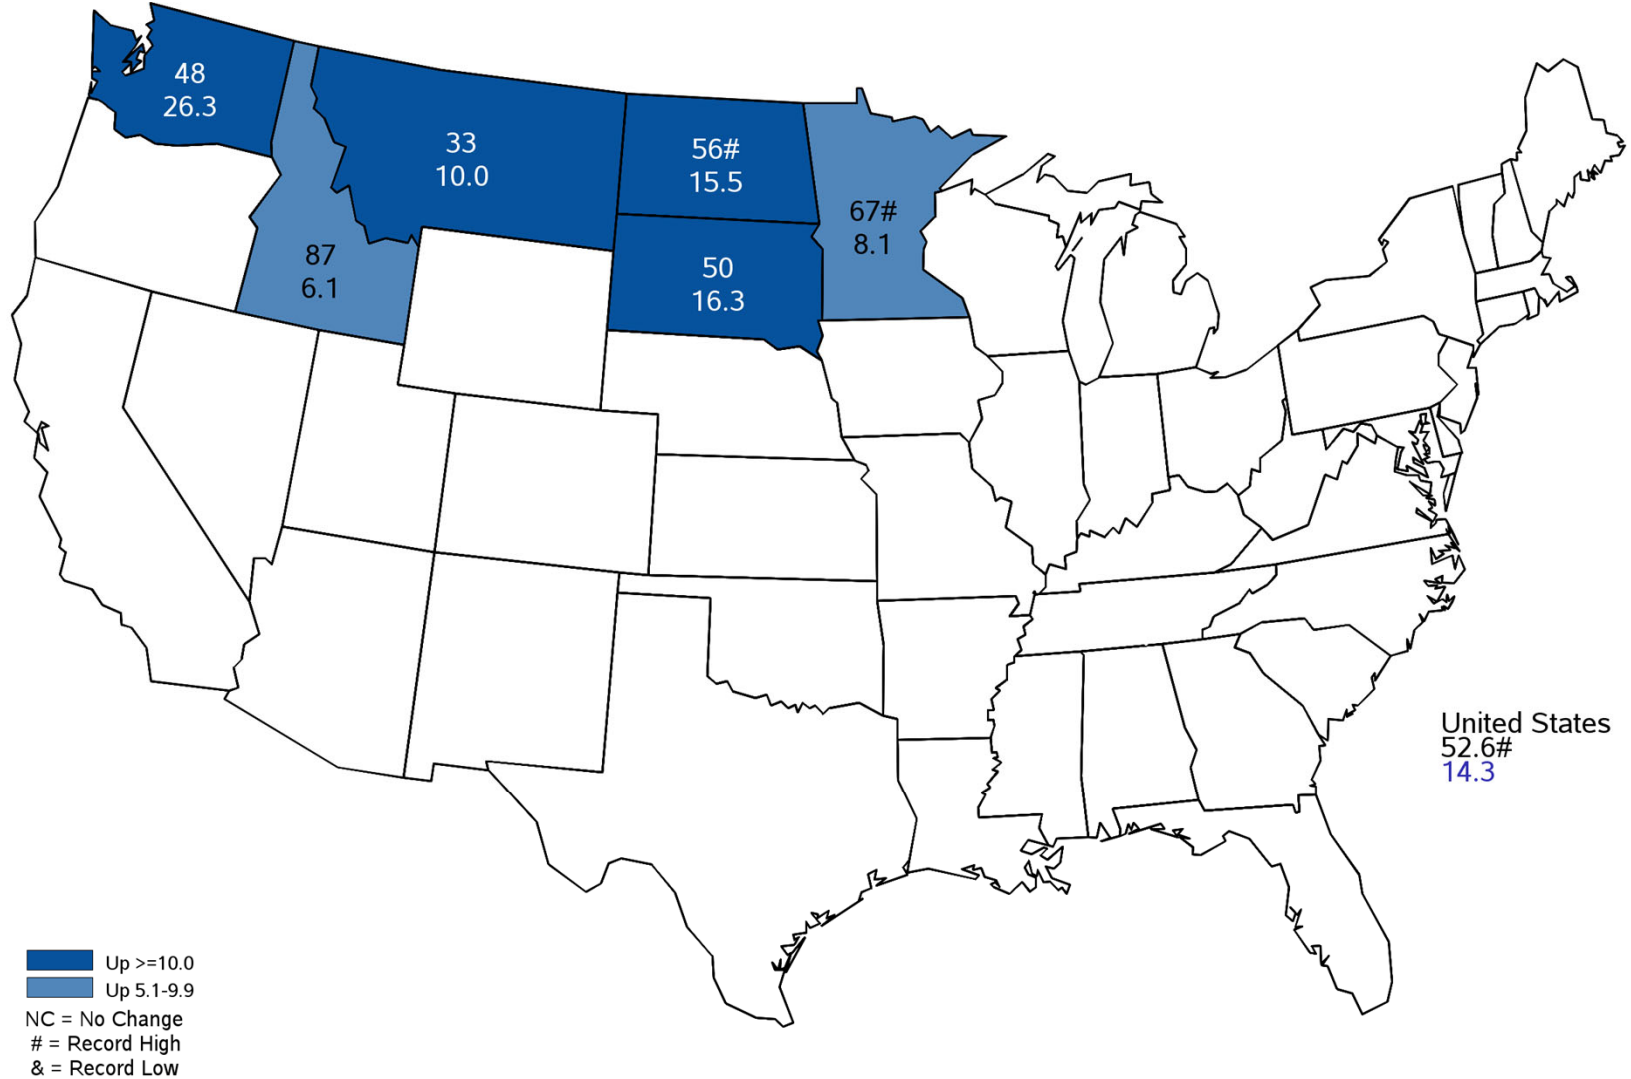 48
26.3
33
10.0
56#
15.5
67#
8.1
87
6.1
50
16.3
United States
52.6#
14.3
Up >=10.0
Up 5.1-9.9
NC = No Change
# = Record High
& = Record Low